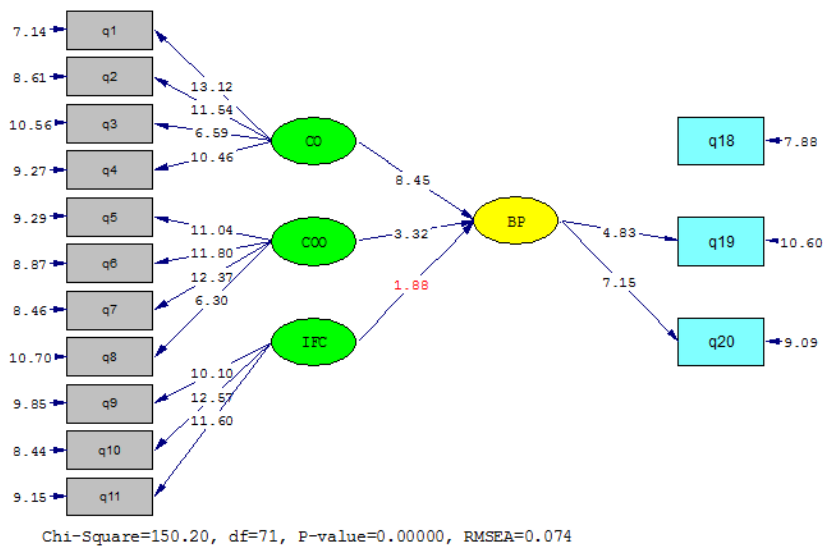 7.14 q1
8.61 q2
10.56 q3
9.27 q4
9.29 q5
8.87 q6
8.46 q7
10.70 q8
9.85 q9
8.44 q10
9.15 q11
13.12
11.54
6.59
10.46
11.04
11.80
12.37
6.30
10.10
12.57
11.60
CO
COO
IFC
8.45
3.32
1.88
BP
4.83
7.15
q18 7.88
q19 10.60
q20 9.09
Chi-Square=150.20, df=71, P-value=0.00000, RMSEA=0.074